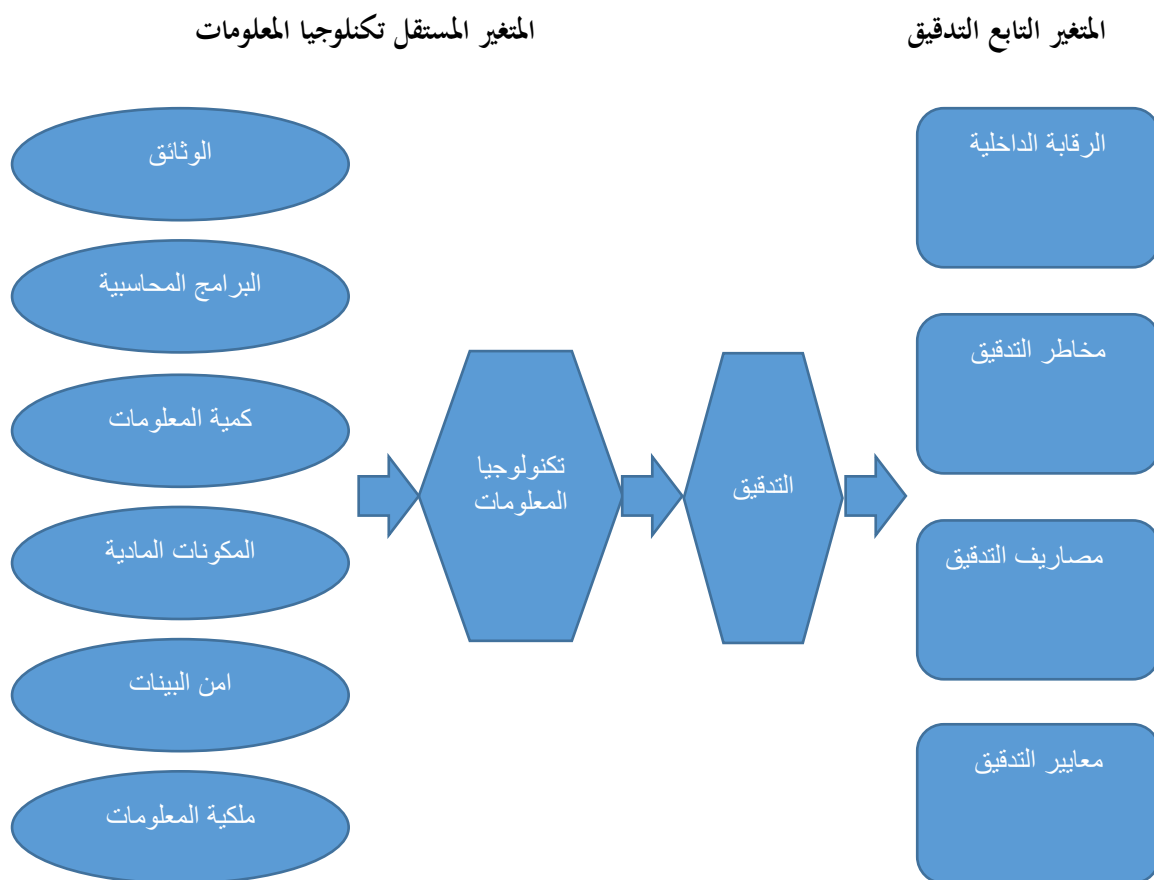 المتغير التابع التدقيق
المتغير المستقل تكنلوجيا المعلومات
الوثائق
البرامج المحاسبية
كمية المعلومات
المكونات المادية
امن البينات
ملكية المعلومات
تكنولوجيا
المعلومات
التدقيق
الرقابة الداخلية
مخاطر التدقيق
مصاريف التدقيق
معايير التدقيق